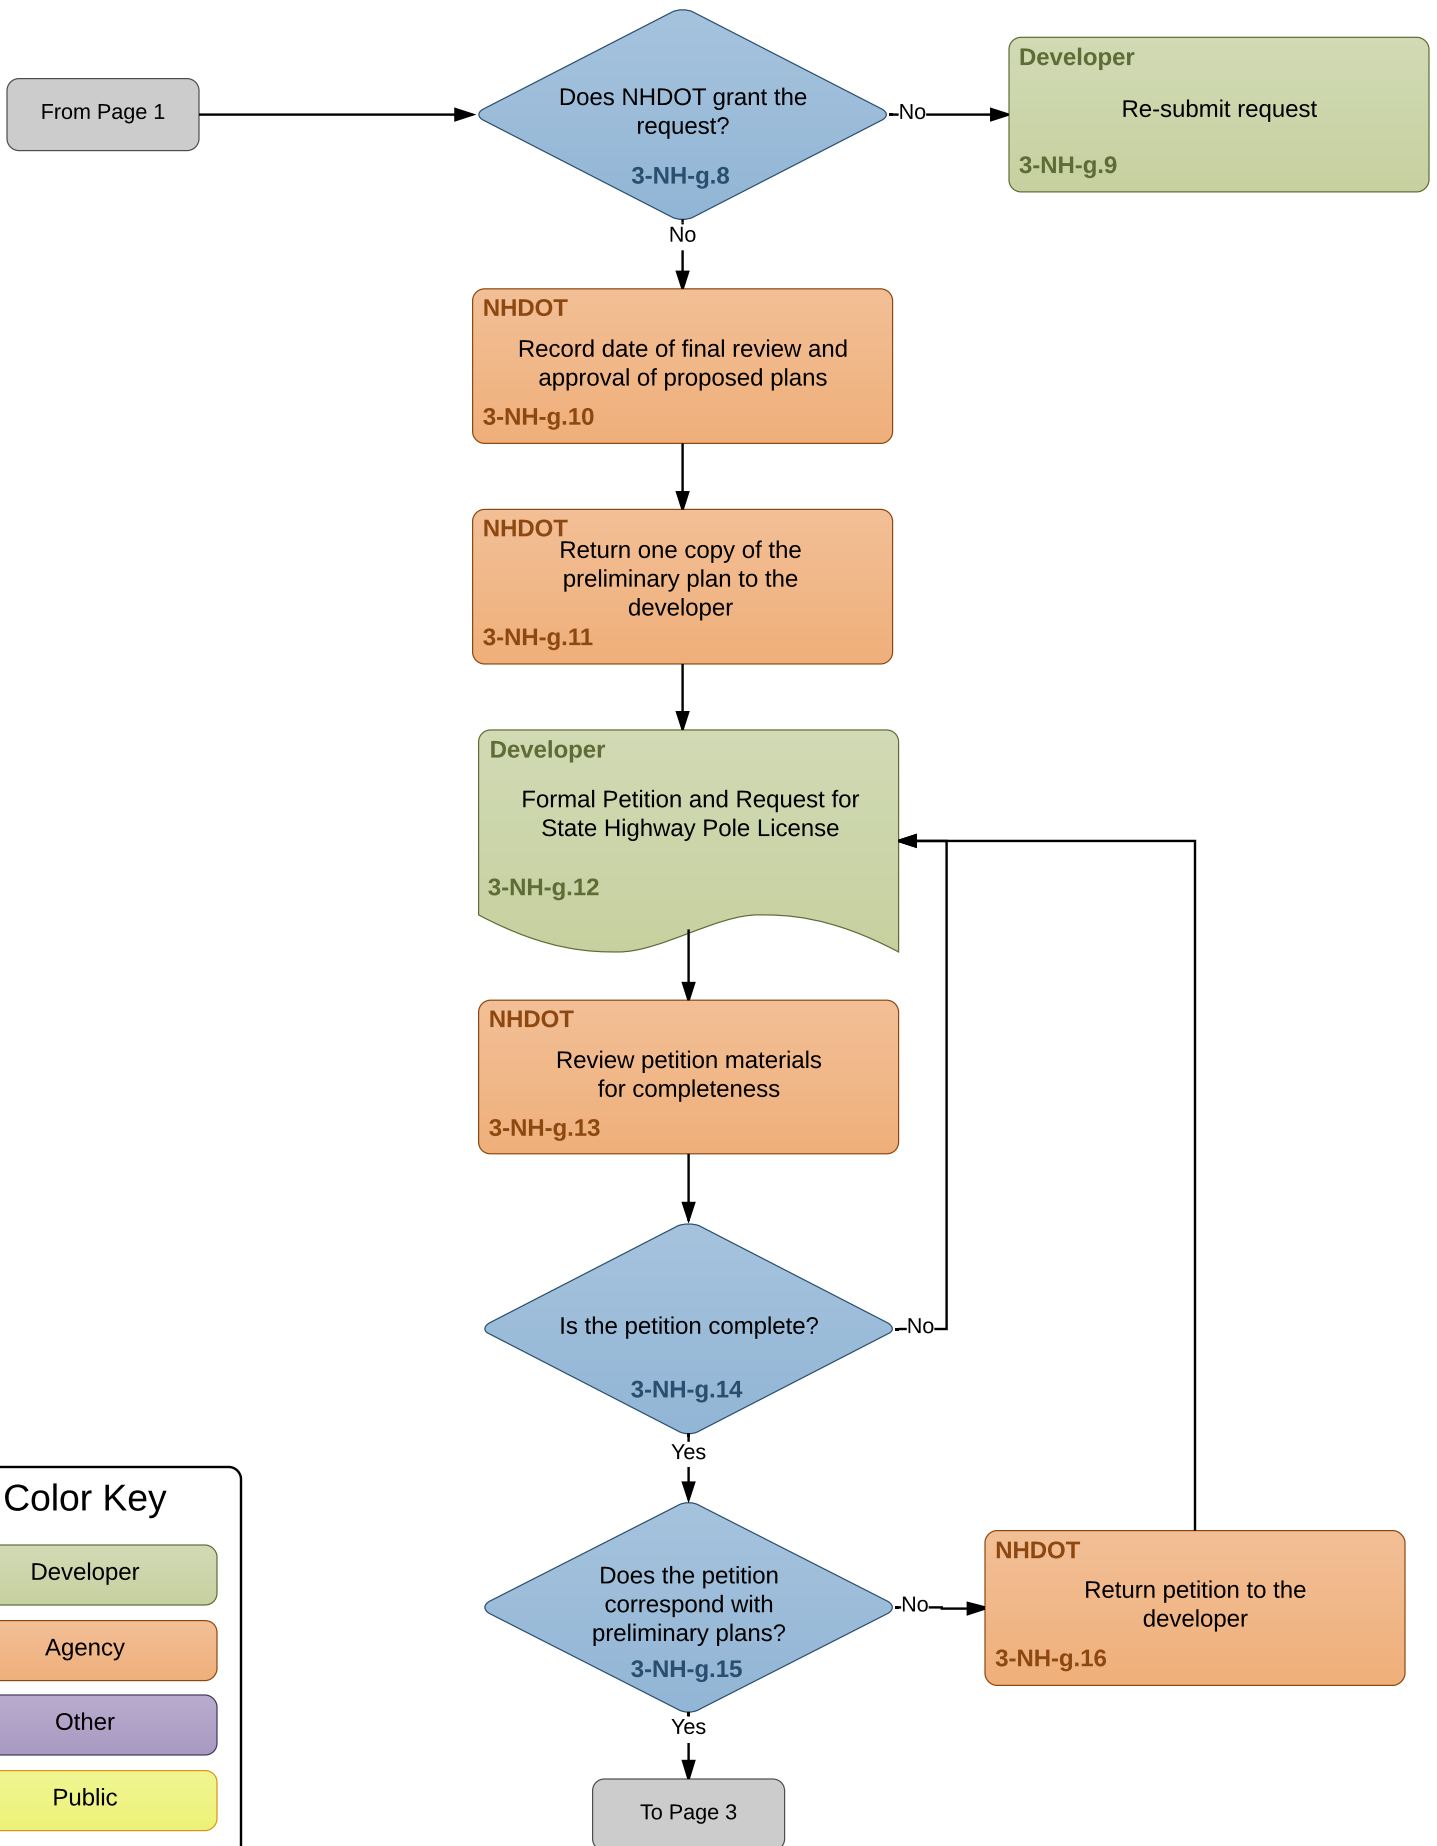 From Page 1
Does NHDOT grant the
request?
3-NH-g.8
No
Developer
Re-submit request
3-NH-g.9
No
NHDOT
Record date of final review and
approval of proposed plans
3-NH-g.10
NHDOT
Return one copy of the
preliminary plan to the
developer
3-NH-g.11
Developer
Formal Petition and Request for
State Highway Pole License
3-NH-g.12
NHDOT
Review petition materials
for completeness
3-NH-g.13
Is the petition complete?
3-NH-g.14
No
Yes
Does the petition
correspond with
preliminary plans?
3-NH-g.15
No
NHDOT
Return petition to the
developer
3-NH-g.16
Yes
To Page 3
Color Key
Developer
Agency
Other
Public